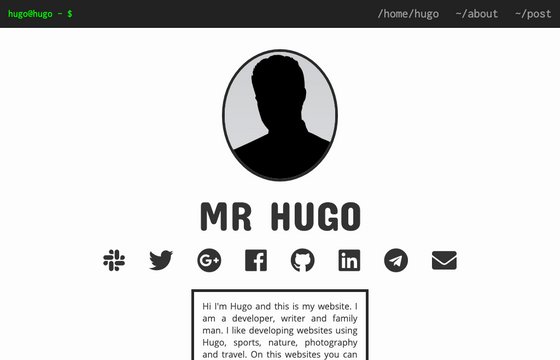 hugo@hugo ~ $ /home/hugo ~/about ~/post
MR HUGO
Hi I'm Hugo and this is my website. I
am a developer, writer and family
man. I like developing websites using
Hugo, sports, nature, photography
and travel. On this websites you can